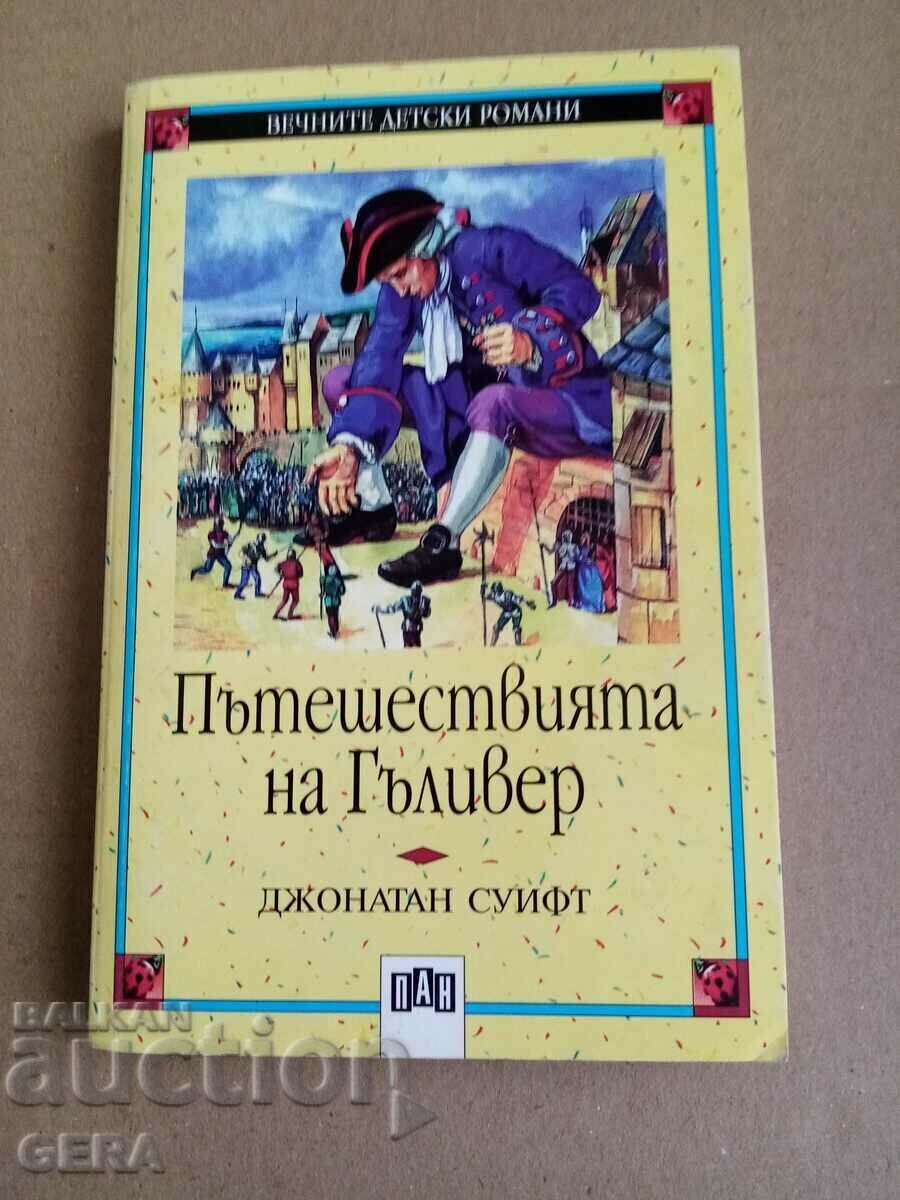 ВЕЧНИТЕ ДЕТСКИ РОМАНИ
Пътешествията
на Гъливер
ДЖОНАТАН СУИФТ
ПАН
BALKAN
auction
GERA